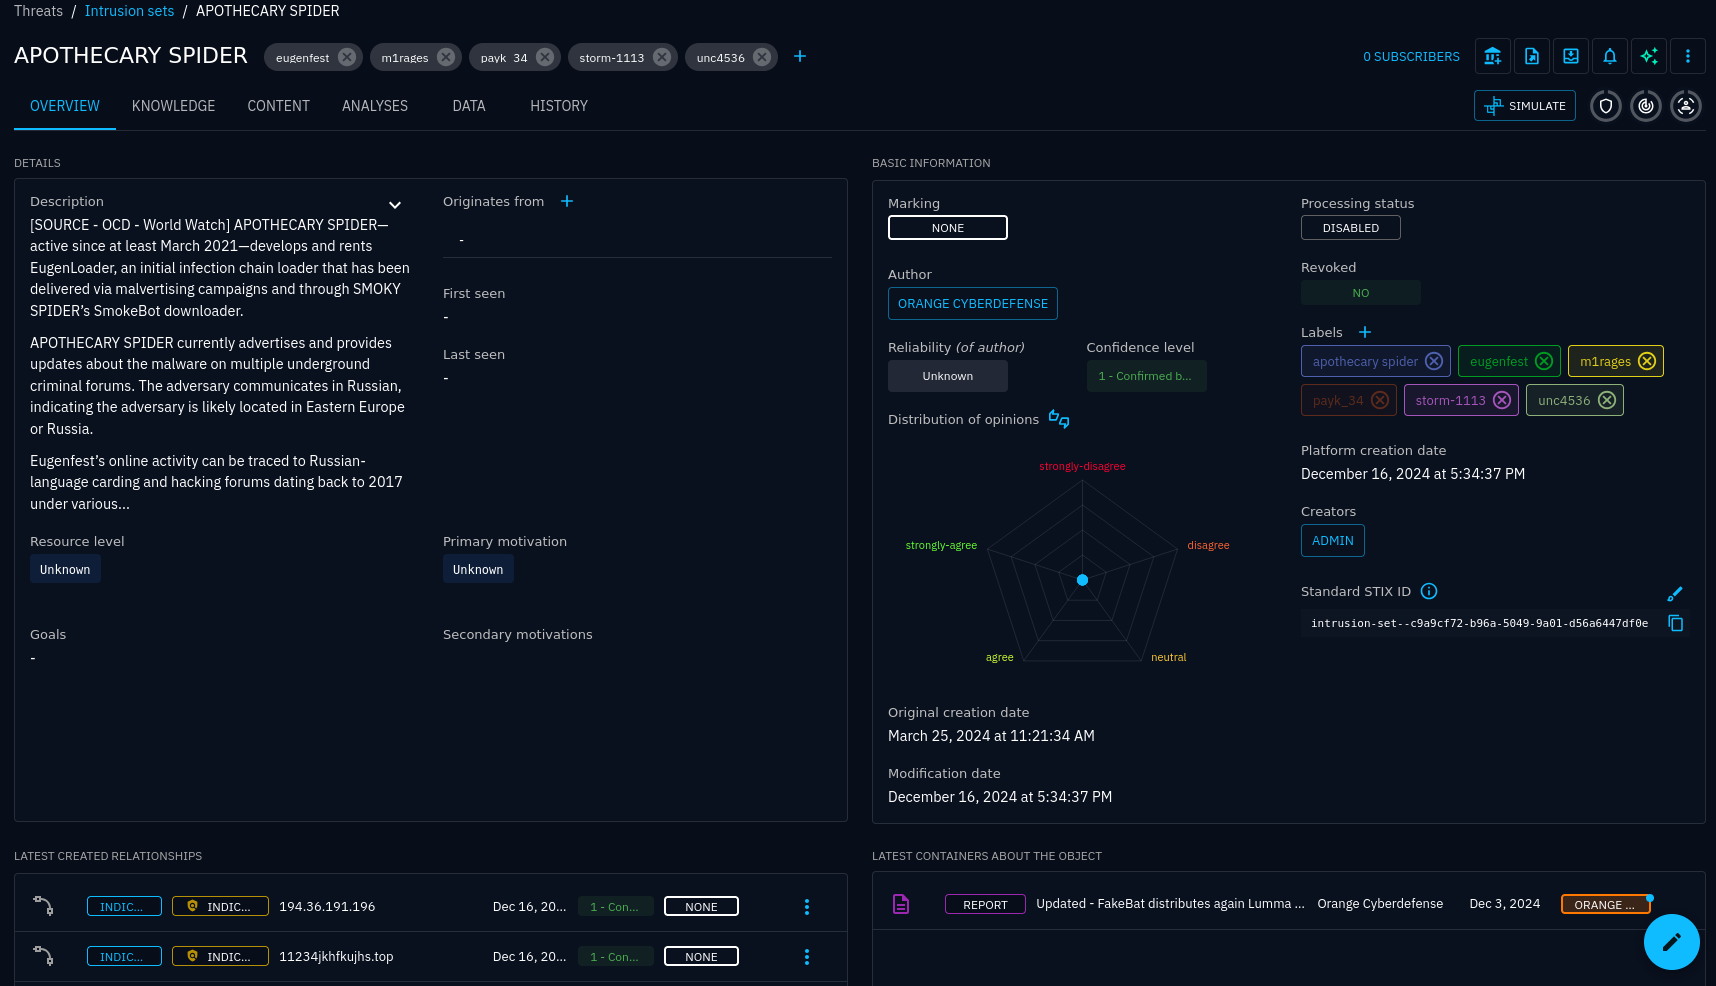 Threats / Intrusion sets / APOTHECARY SPIDER
APOTHECARY SPIDER eugenfest m1rages payk_34 storm-1113 unc4536
0 SUBSCRIBERS
OVERVIEW KNOWLEDGE CONTENT ANALYSES DATA HISTORY
SIMULATE
DETAILS
Description
[SOURCE - OCD - World Watch] APOTHECARY SPIDER—
active since at least March 2021—develops and rents
EugenLoader, an initial infection chain loader that has been
delivered via malvertising campaigns and through SMOKY
SPIDER’s SmokeBot downloader.
APOTHECARY SPIDER currently advertises and provides
updates about the malware on multiple underground
criminal forums. The adversary communicates in Russian,
indicating the adversary is likely located in Eastern Europe
or Russia.
Eugenfest’s online activity can be traced to Russian-
language carding and hacking forums dating back to 2017
under various...
Originates from
-
First seen
-
Last seen
-
Resource level
Unknown
Primary motivation
Unknown
Goals
-
Secondary motivations
BASIC INFORMATION
Marking
NONE
Author
ORANGE CYBERDEFENSE
Reliability (of author)
Unknown
Confidence level
1 - Confirmed b...
Distribution of opinions
strongly-disagree
strongly-agree
disagree
agree
neutral
Original creation date
March 25, 2024 at 11:21:34 AM
Modification date
December 16, 2024 at 5:34:37 PM
Processing status
DISABLED
Revoked
NO
Labels
apothecary spider eugenfest m1rages
payk_34 storm-1113 unc4536
Platform creation date
December 16, 2024 at 5:34:37 PM
Creators
ADMIN
Standard STIX ID
intrusion-set--c9a9cf72-b96a-5049-9a01-d56a6447df0e
LATEST CREATED RELATIONSHIPS
INDIC... INDIC... 194.36.191.196 Dec 16, 20... 1 - Con... NONE
INDIC... INDIC... 11234jkhfkujhs.top Dec 16, 20... 1 - Con... NONE
LATEST CONTAINERS ABOUT THE OBJECT
REPORT Updated - FakeBat distributes again Lumma ... Orange Cyberdefense Dec 3, 2024 ORANGE ...